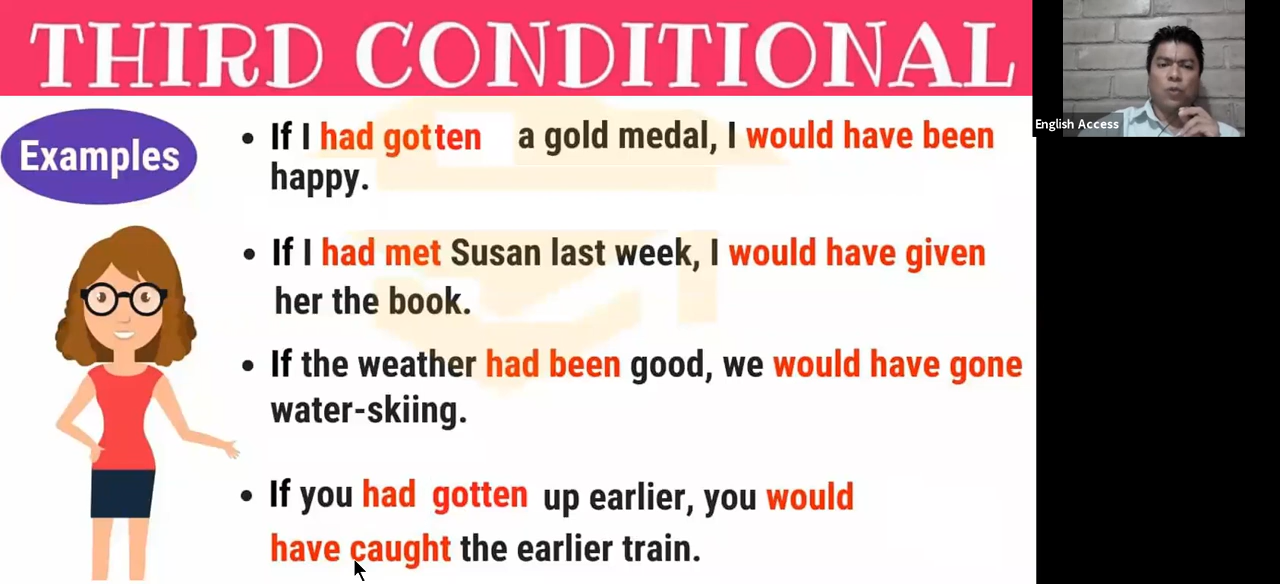 THIRD CONDITIONAL
English Access
Examples
• If I had gotten a gold medal, I would have been
happy.
• If I had met Susan last week, I would have given
her the book.
• If the weather had been good, we would have gone
water-skiing.
• If you had gotten up earlier, you would
have caught the earlier train.